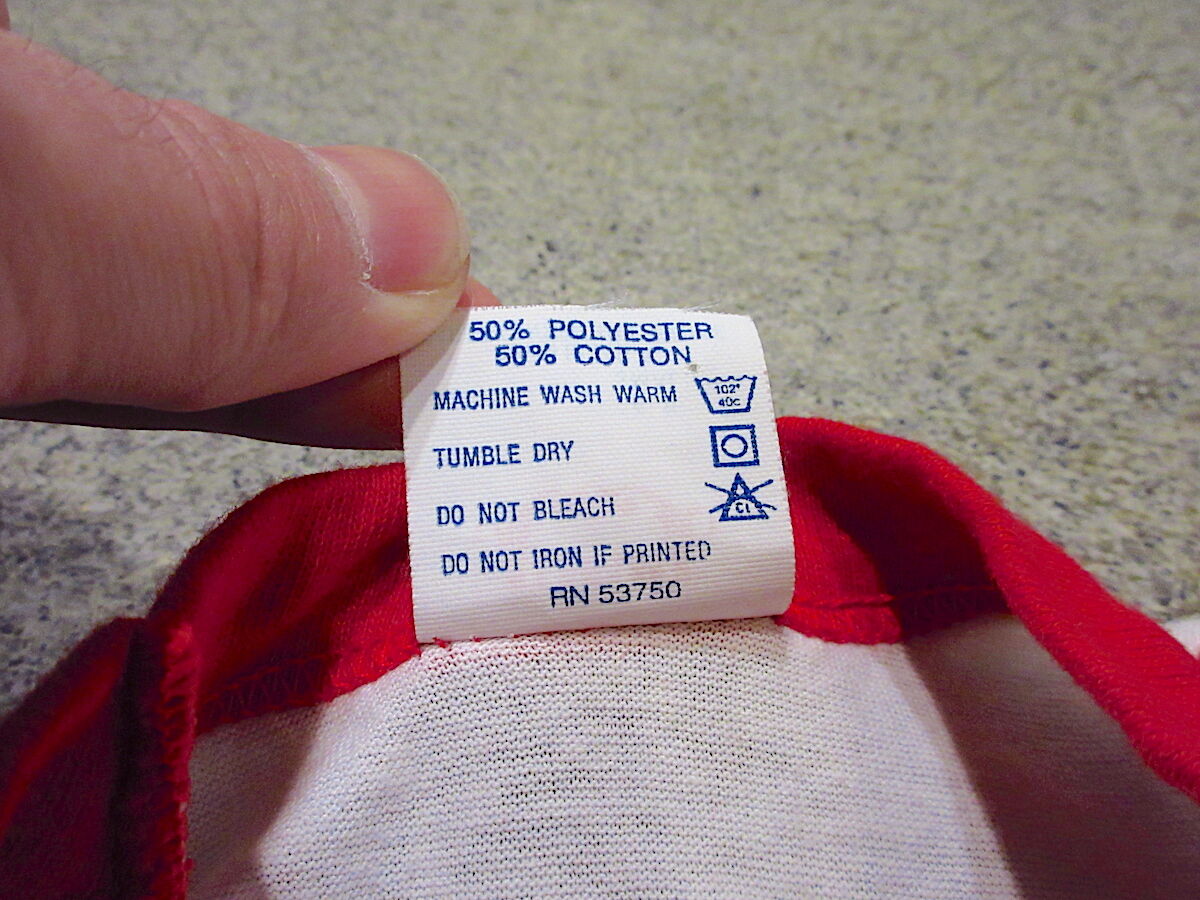 50% POLYESTER
50% COTTON
MACHINE WASH WARM
102°
40c
TUMBLE DRY
DO NOT BLEACH
CL
DO NOT IRON IF PRINTED
RN 53750